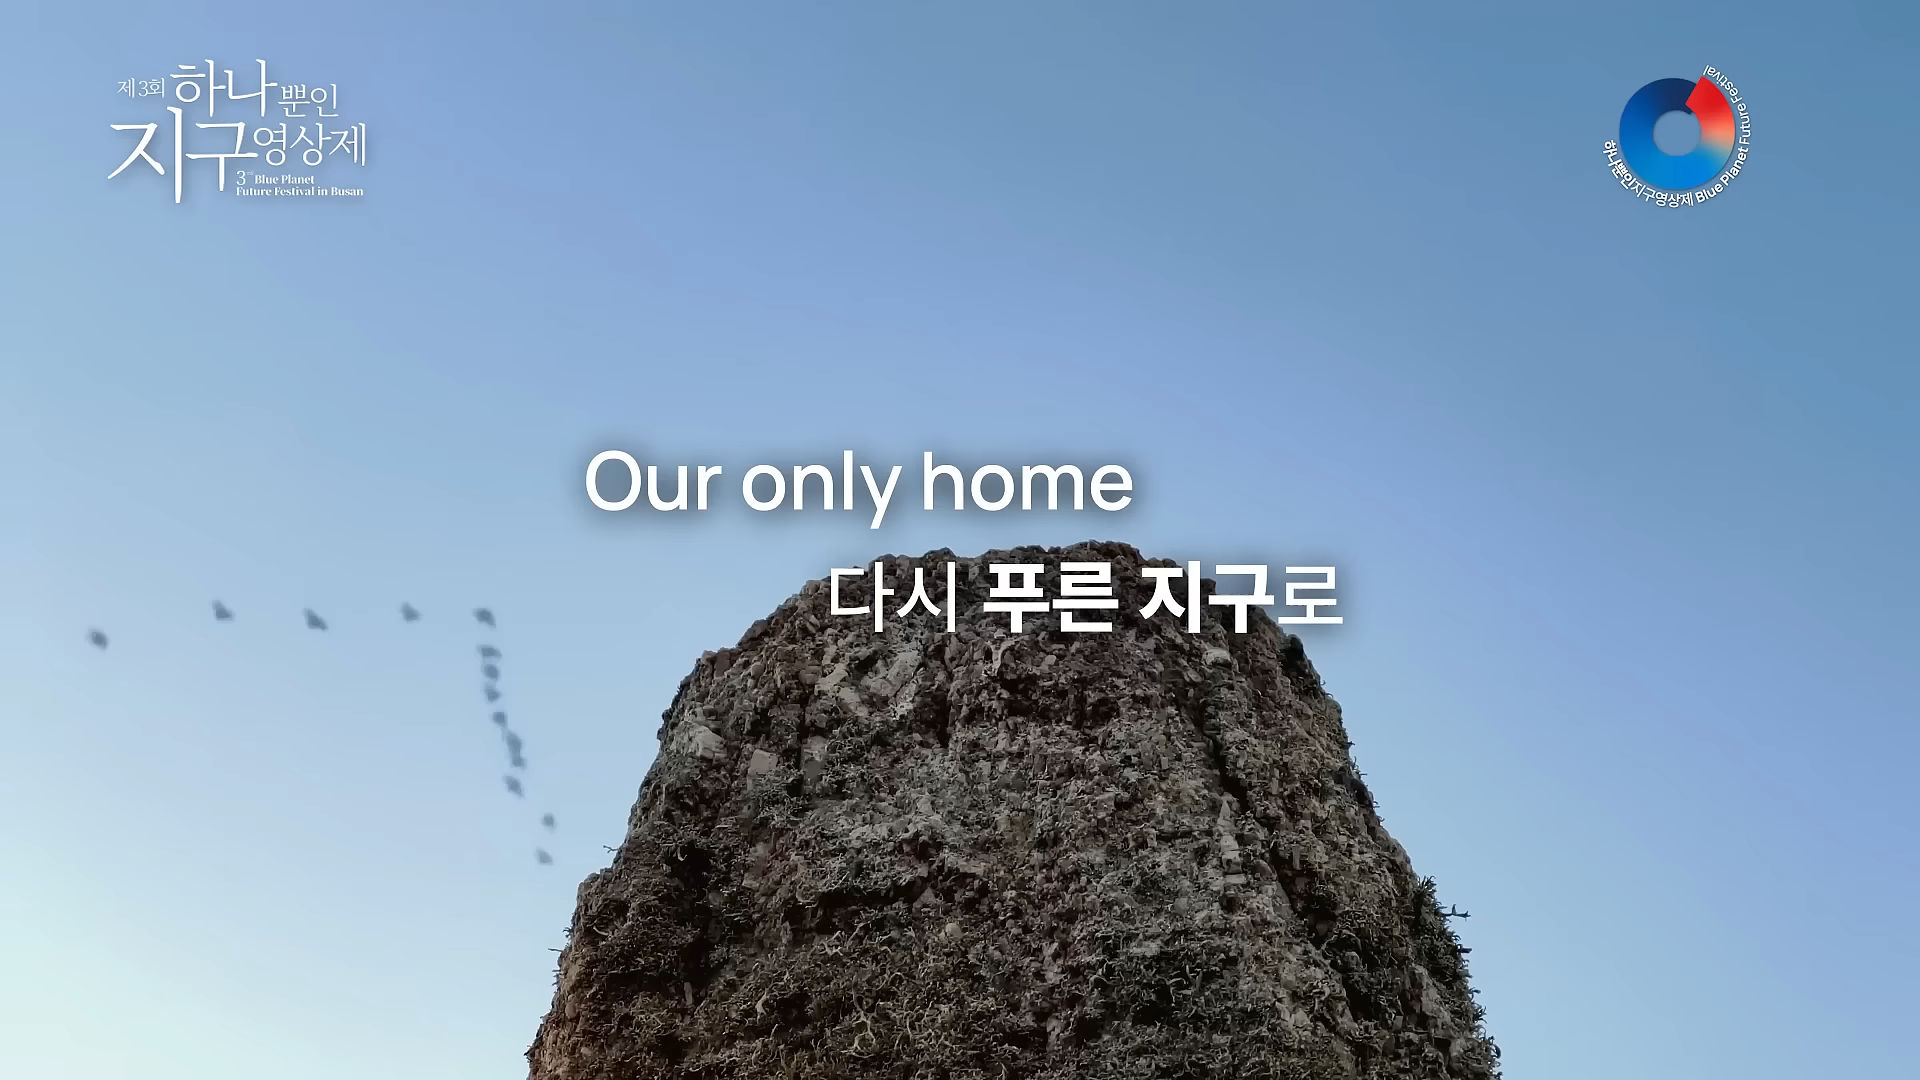 제3회 하나뿐인
지구영상제
3rd Blue Planet
Future Festival in Busan
하나뿐인지구영상제 Blue Planet Future Festival
Our only home
다시 푸른 지구로